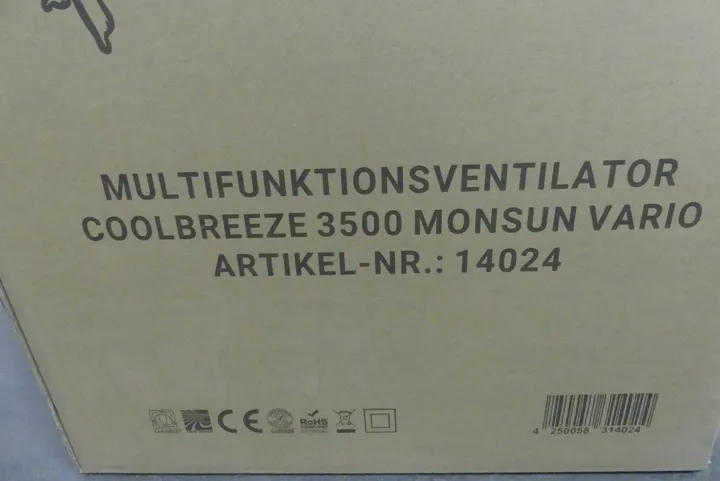 MULTIFUNKTIONSVENTILATOR
COOLBREEZE 3500 MONSUN VARIO
ARTIKEL-NR.: 14024
CE
RoHS
4 250058 314024